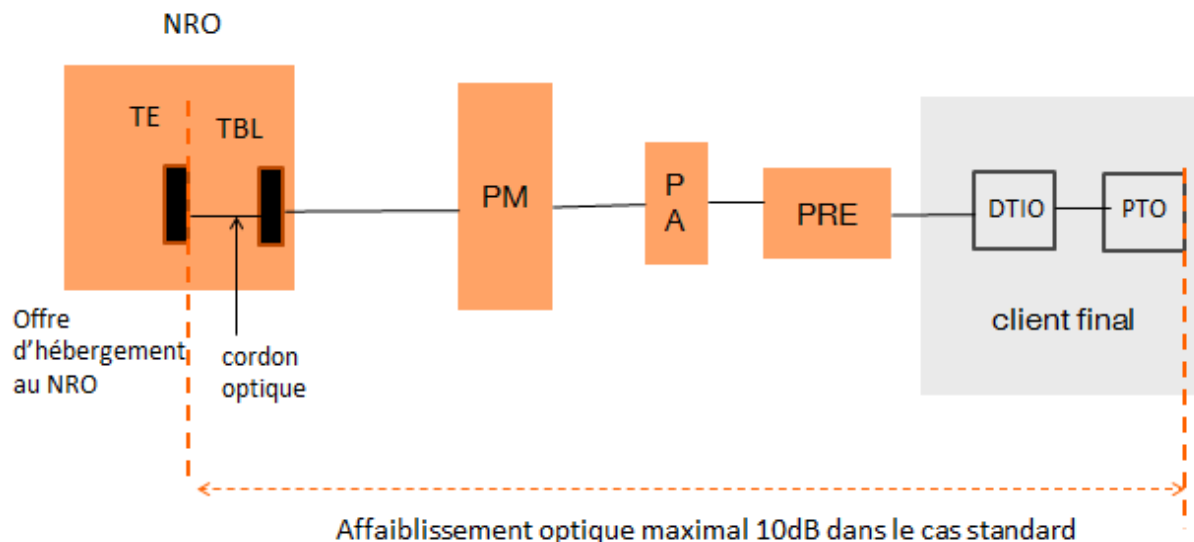 NRO
TE
TBL
PM
P
A
PRE
DTIO
PTO
client final
Offre
d'hébergement
au NRO
cordon
optique
Affaiblissement optique maximal 10dB dans le cas standard